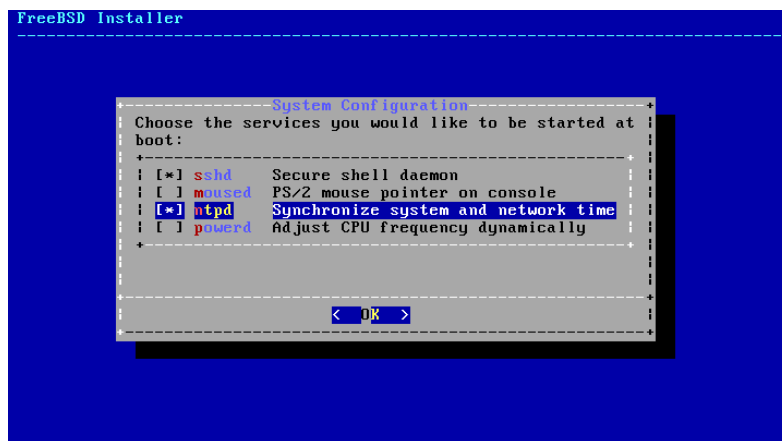 FreeBSD Installer
System Configuration
Choose the services you would like to be started at
boot:
[*] sshd Secure shell daemon
[ ] moused PS/2 mouse pointer on console
[*] ntpd Synchronize system and network time
[ ] powerd Adjust CPU frequency dynamically
< OK >